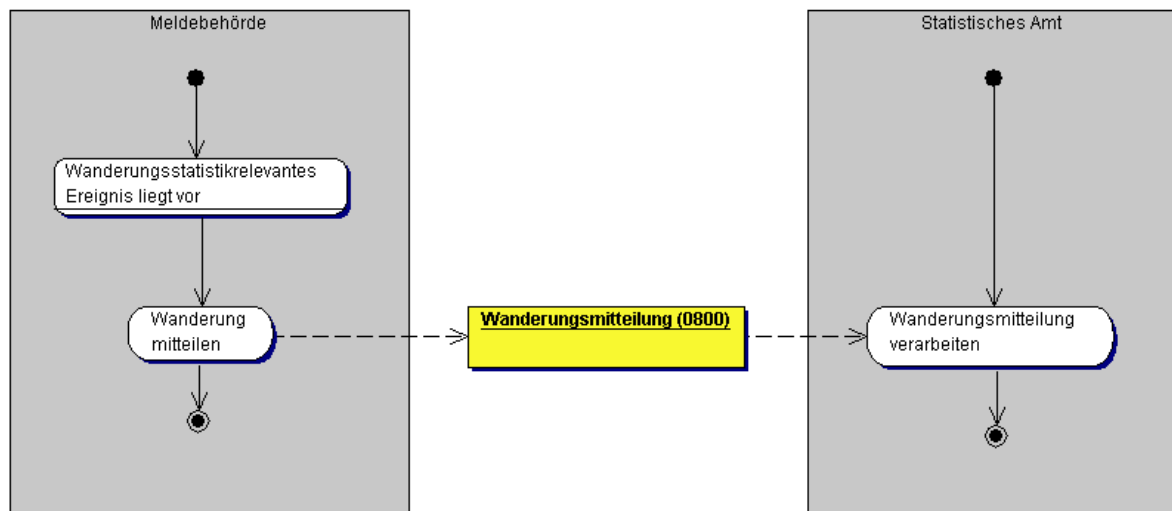 Meldebehörde
Statistisches Amt
Wanderungsstatistikrelevantes
Ereignis liegt vor
Wanderung
mitteilen
Wanderungsmitteilung (0800)
Wanderungsmitteilung
verarbeiten